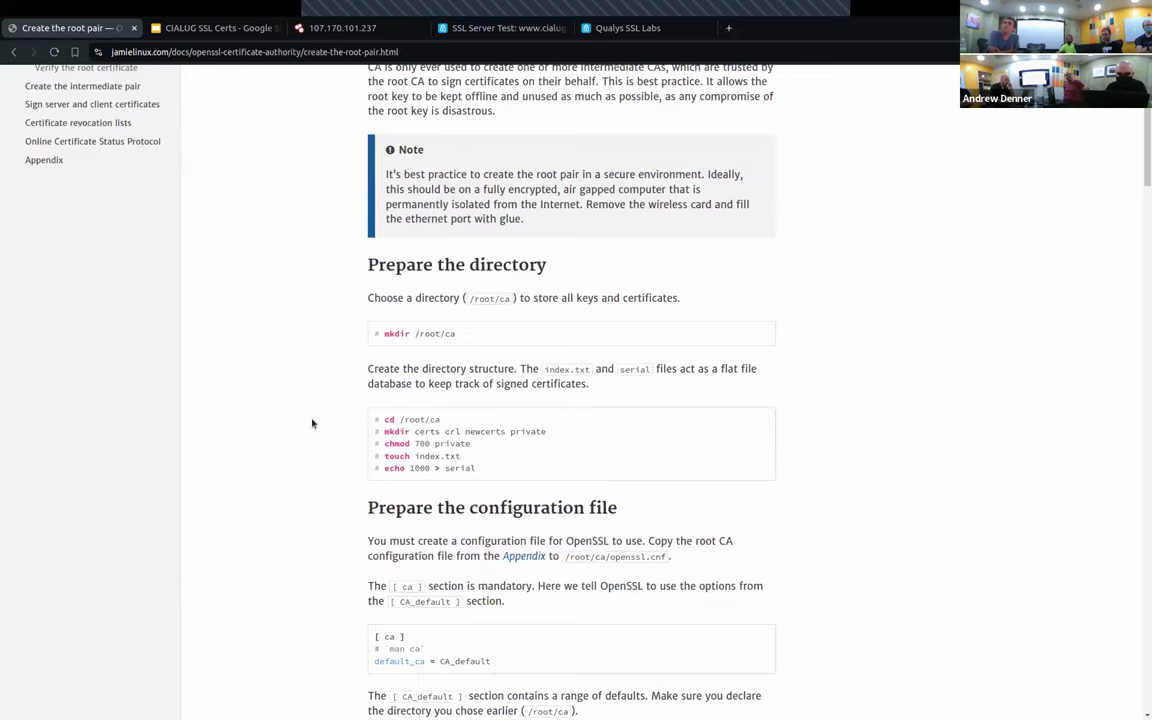 Create the root pair —
CIALUG SSL Certs - Google S
107.170.101.237
SSL Server Test: www.cialug
Qualys SSL Labs
jamielinux.com/docs/openssl-certificate-authority/create-the-root-pair.html
Andrew Denner
Verify the root certificate
Create the intermediate pair
Sign server and client certificates
Certificate revocation lists
Online Certificate Status Protocol
Appendix
CA is only ever used to create one or more intermediate CAs, which are trusted by
the root CA to sign certificates on their behalf. This is best practice. It allows the
root key to be kept offline and unused as much as possible, as any compromise of
the root key is disastrous.
Note
It's best practice to create the root pair in a secure environment. Ideally,
this should be on a fully encrypted, air gapped computer that is
permanently isolated from the Internet. Remove the wireless card and fill
the ethernet port with glue.
Prepare the directory
Choose a directory ( /root/ca ) to store all keys and certificates.
# mkdir /root/ca
Create the directory structure. The index.txt and serial files act as a flat file
database to keep track of signed certificates.
# cd /root/ca
# mkdir certs crl newcerts private
# chmod 700 private
# touch index.txt
# echo 1000 > serial
Prepare the configuration file
You must create a configuration file for OpenSSL to use. Copy the root CA
configuration file from the Appendix to /root/ca/openssl.cnf .
The [ ca ] section is mandatory. Here we tell OpenSSL to use the options from
the [ CA_default ] section.
[ ca ]
# `man ca`
default_ca = CA_default
The [ CA_default ] section contains a range of defaults. Make sure you declare
the directory you chose earlier ( /root/ca ).